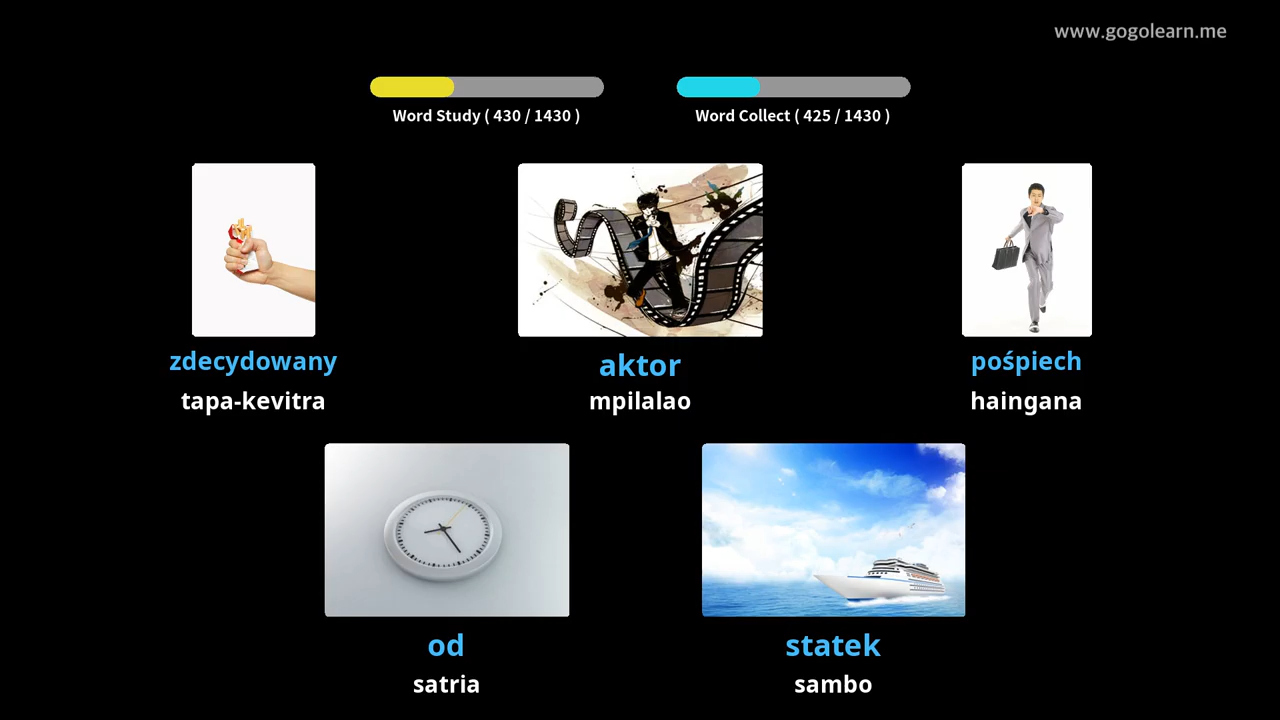 www.gogolearn.me
Word Study ( 430 / 1430 )
Word Collect ( 425 / 1430 )
zdecydowany
tapa-kevitra
aktor
mpilalao
pośpiech
haingana
od
satria
statek
sambo